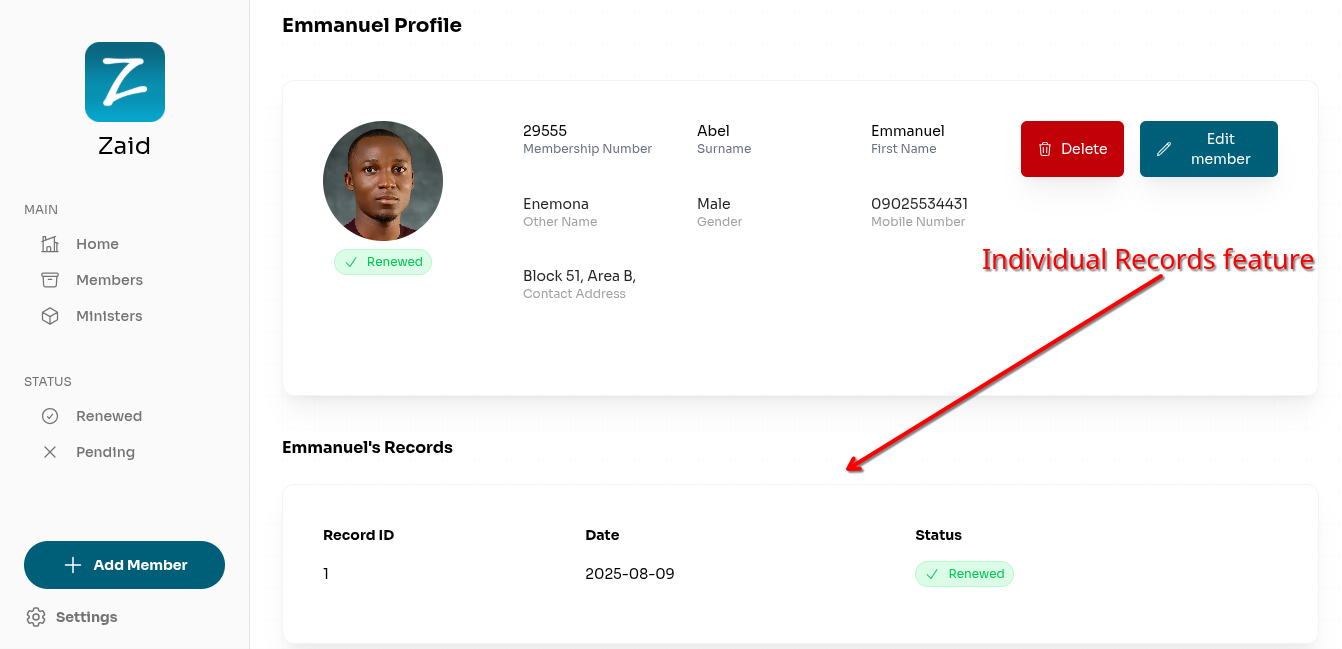 Emmanuel Profile
Z
Zaid
MAIN
Home
Members
Ministers
STATUS
Renewed
Pending
Add Member
Settings
Renewed
29555
Membership Number
Abel
Surname
Emmanuel
First Name
Delete
Edit
member
Enemona
Other Name
Male
Gender
09025534431
Mobile Number
Block 51, Area B,
Contact Address
Individual Records feature
Emmanuel's Records
Record ID Date Status
1 2025-08-09 Renewed